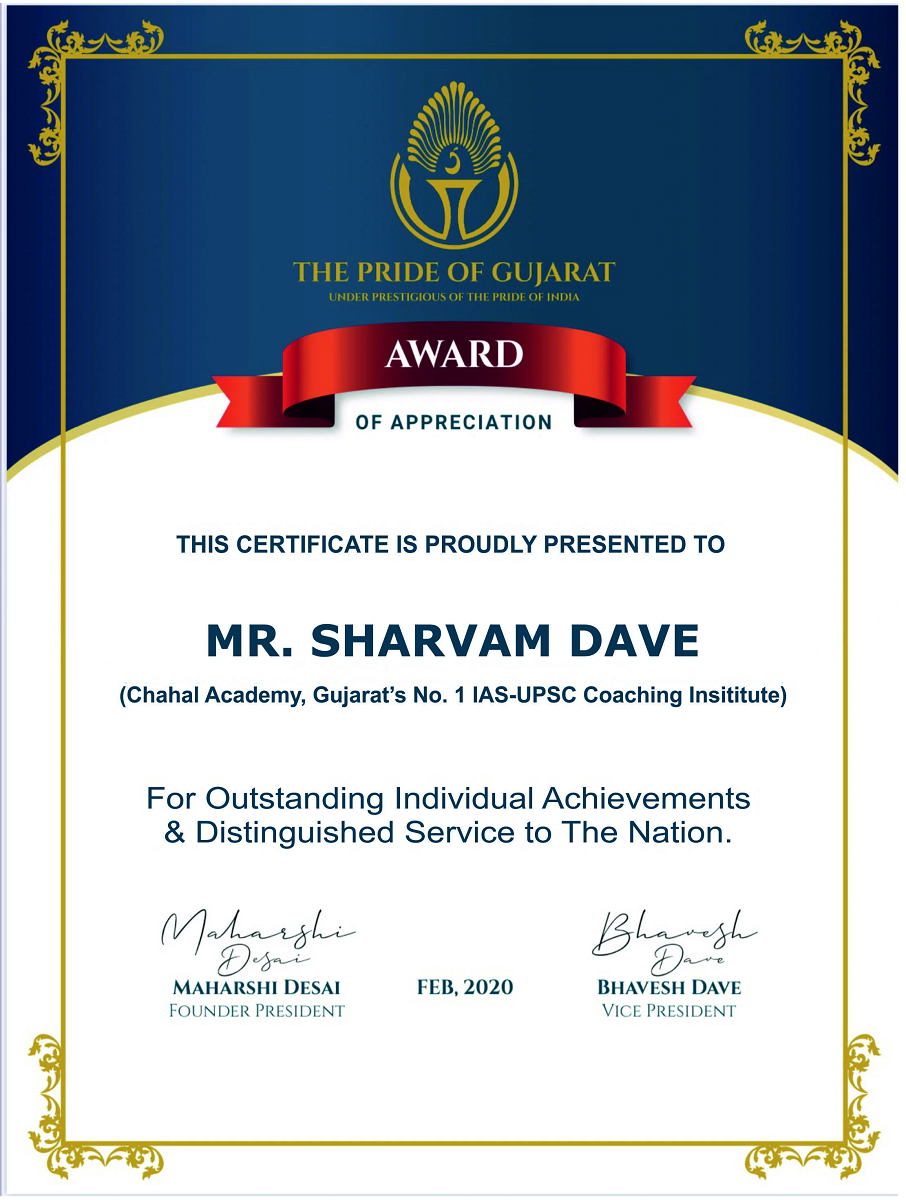 THE PRIDE OF GUJARAT
UNDER PRESTIGIOUS OF THE PRIDE OF INDIA
AWARD
OF APPRECIATION
THIS CERTIFICATE IS PROUDLY PRESENTED TO
MR. SHARVAM DAVE
(Chahal Academy, Gujarat's No. 1 IAS-UPSC Coaching Insititute)
For Outstanding Individual Achievements
& Distinguished Service to The Nation.
Maharshi
Desai
MAHARSHI DESAI
FOUNDER PRESIDENT
FEB, 2020
Bhavesh
Dave
BHAVESH DAVE
VICE PRESIDENT